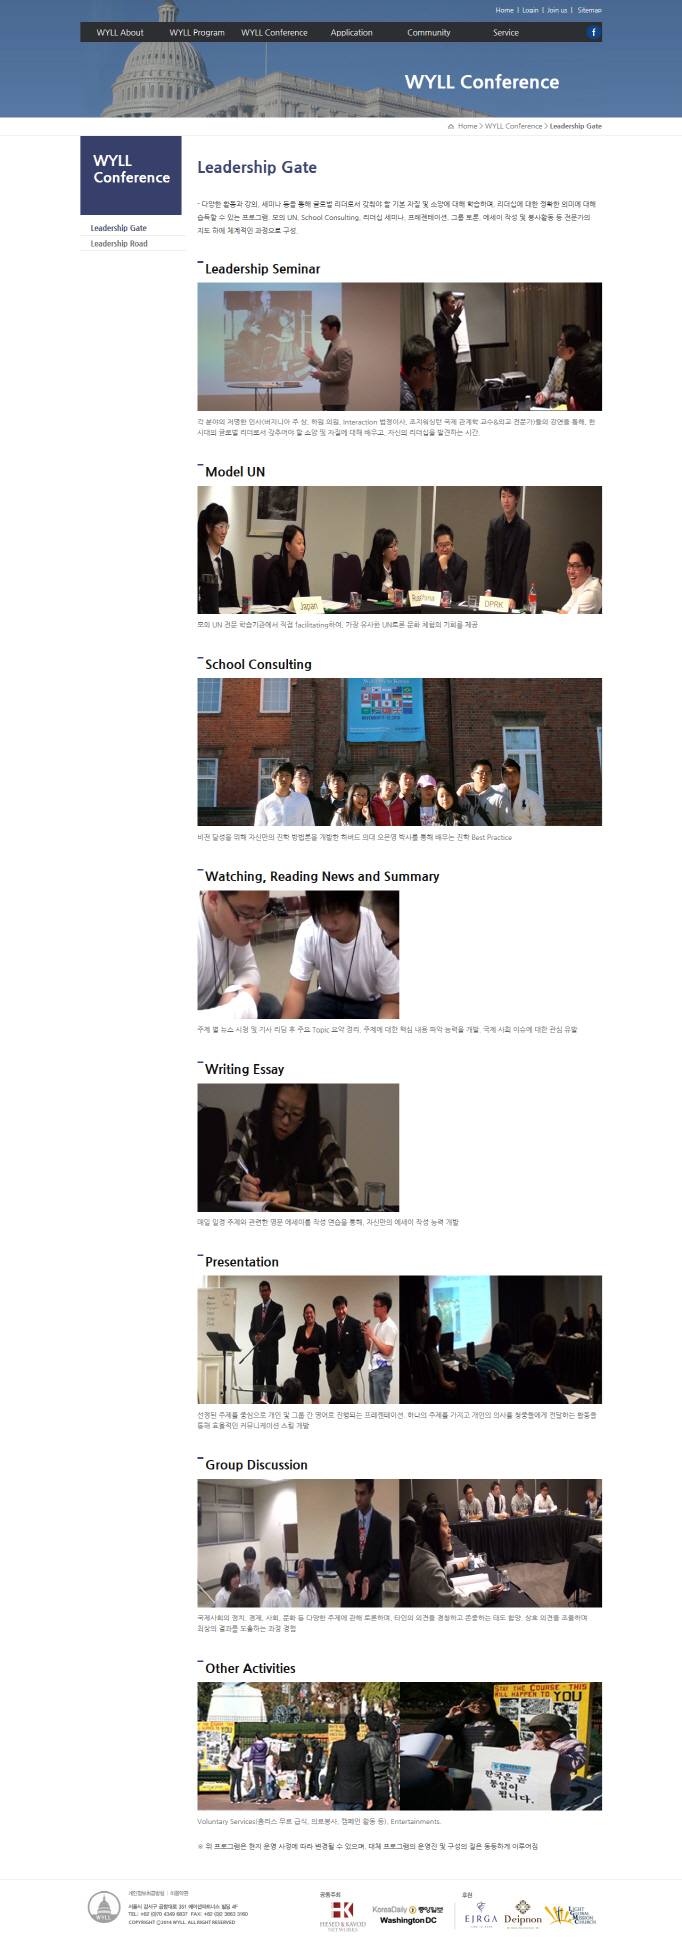 Home | Login | Join us | Sitemap
WYLL About WYLL Program WYLL Conference Application Community Service
WYLL Conference
Home > WYLL Conference > Leadership Gate
WYLL
Conference
Leadership Gate
Leadership Road
Leadership Gate
- 다양한 활동과 강의, 세미나 등을 통해 글로벌 리더로서 갖춰야 할 기본 자질 및 소양에 대해 학습하며, 리더십에 대한 정확한 의미에 대해
습득할 수 있는 프로그램. 모의 UN, School Consulting, 리더십 세미나, 프레젠테이션, 그룹 토론, 에세이 작성 및 봉사활동 등 전문가의
지도 하에 체계적인 과정으로 구성.
Leadership Seminar
각 분야의 저명한 인사(버지니아 주 상, 하원 의원, Interaction 법정이사, 조지워싱턴 국제 관계학 교수&외교 전문가)들의 강연을 통해, 현
시대의 글로벌 리더로서 갖추어야 할 소양 및 자질에 대해 배우고, 자신의 리더십을 발견하는 시간.
Model UN
Japan
DPRK
모의 UN 전문 학습기관에서 직접 facilitating하여, 가장 유사한 UN토론 문화 체험의 기회를 제공
School Consulting
비전 달성을 위해 자신만의 진학 방법론을 개발한 하버드 의대 오은영 박사를 통해 배우는 진학 Best Practice
Watching, Reading News and Summary
주제 별 뉴스 시청 및 기사 리딩 후 주요 Topic 요약 정리, 주제에 대한 핵심 내용 파악 능력을 개발, 국제 사회 이슈에 대한 관심 유발
Writing Essay
매일 일정 주제와 관련한 영문 에세이를 작성 연습을 통해, 자신만의 에세이 작성 능력 개발
Presentation
선정된 주제를 중심으로 개인 및 그룹 간 영어로 진행되는 프레젠테이션. 하나의 주제를 가지고 개인의 의사를 청중들에게 전달하는 활동을
통해 효율적인 커뮤니케이션 스킬 개발
Group Discussion
국제사회의 정치, 경제, 사회, 문화 등 다양한 주제에 관해 토론하며, 타인의 의견을 경청하고 존중하는 태도 함양. 상호 의견을 조율하며
최상의 결과를 도출하는 과정 경험
Other Activities
STAY THE COURSE - THIS
WILL HAPPEN TO YOU
한국은 곧
통일이
됩니다.
Voluntary Services(홈리스 무료 급식, 의료봉사, 캠페인 활동 등), Entertainments.
※ 위 프로그램은 현지 운영 사정에 따라 변경될 수 있으며, 대체 프로그램의 운영진 및 구성의 질은 동등하게 이루어짐
WYLL
개인정보취급방침 | 이용약관
서울시 강서구 공항대로 351 에이센파트너스 빌딩 4F
TEL: +82 (0)70 4349 6837 FAX: +82 (0)2 3663 3160
COPYRIGHT ⓒ2014 WYLL. ALL RIGHT RESERVED
공동주최
HESED & KAVOD
NETWORKS
KoreaDaily 중앙일보
Washington DC
후원
EJRGA
Deipnon
LIGHT
GLOBAL
MISSION
CHURCH